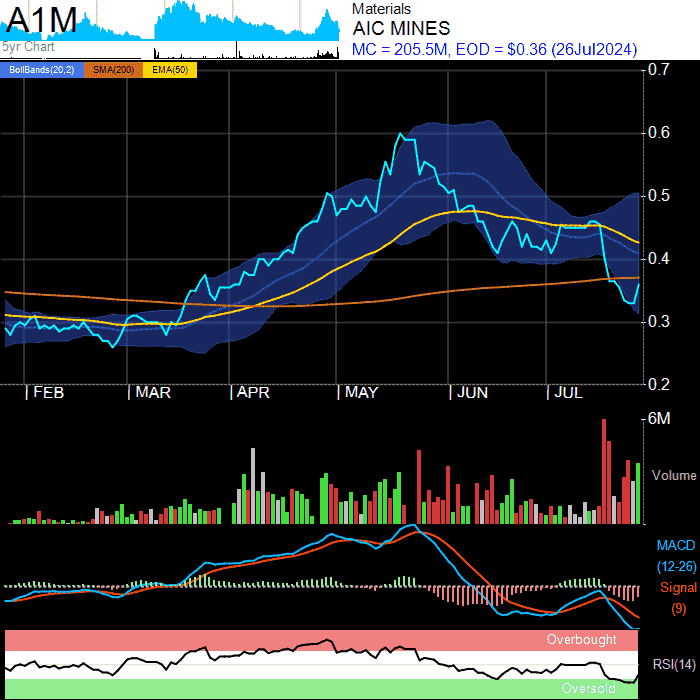 A1M
5yr Chart
Materials
AIC MINES
MC = 205.5M, EOD = $0.36 (26Jul2024)
BollBands(20,2) SMA(200) EMA(50)
0.7
0.6
0.5
0.4
0.3
0.2
FEB MAR APR MAY JUN JUL
6M
Volume
MACD
(12-26)
Signal
(9)
Overbought
RSI(14)
Oversold